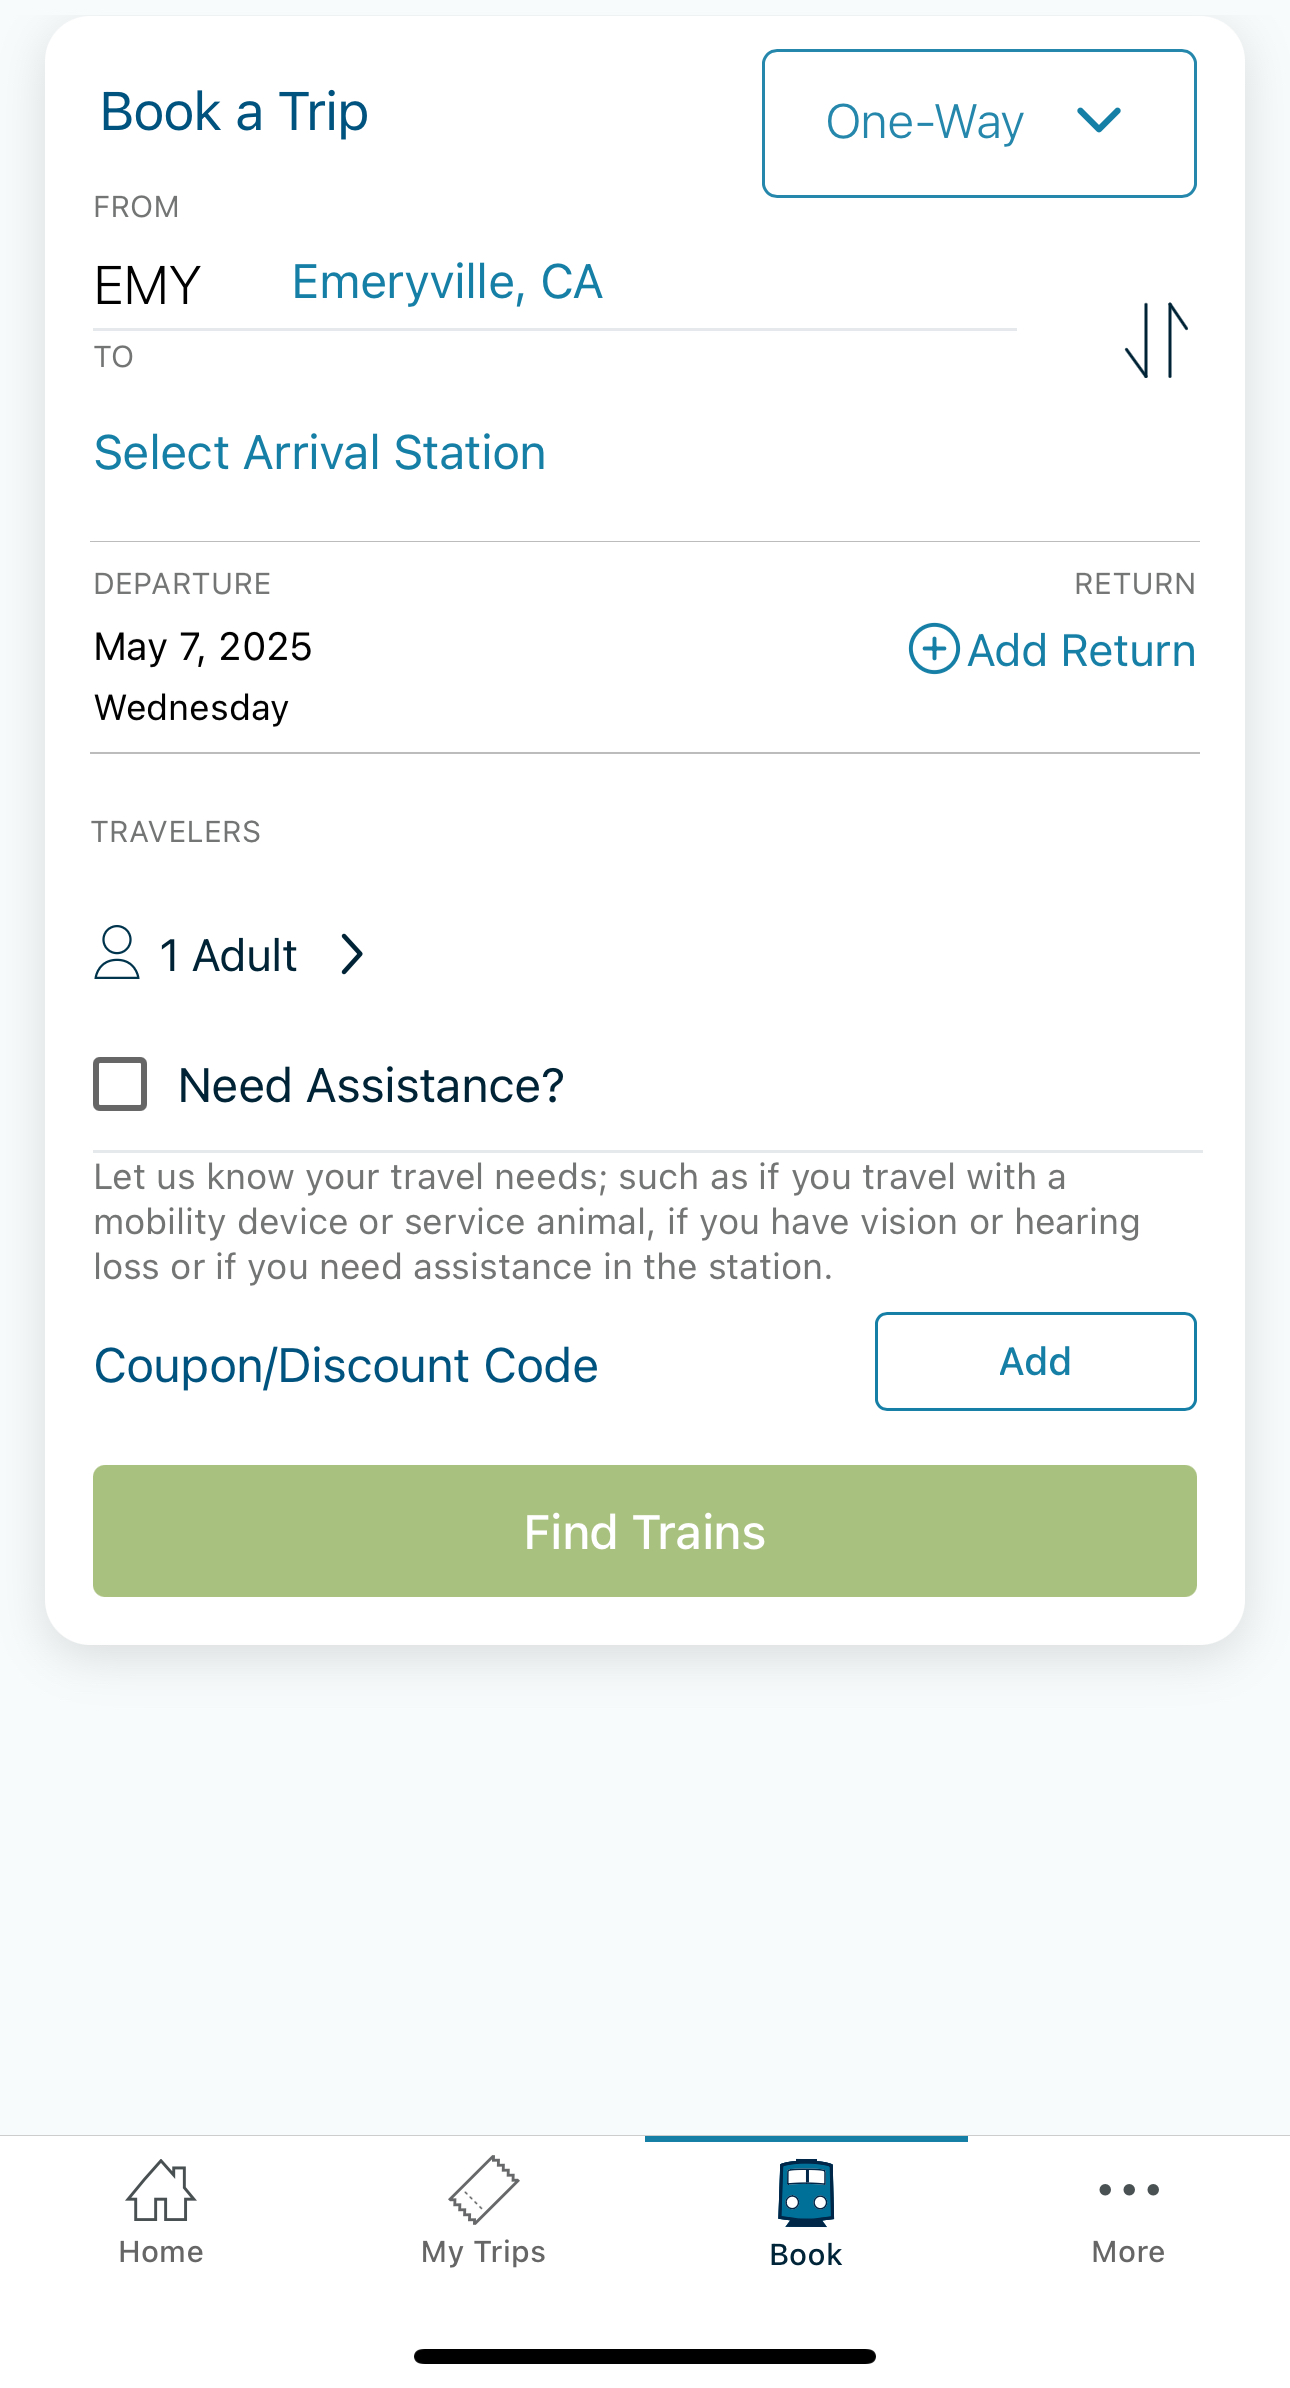 Book a Trip
One-Way
FROM
EMY Emeryville, CA
TO
Select Arrival Station
DEPARTURE
RETURN
May 7, 2025
Add Return
Wednesday
TRAVELERS
1 Adult
Need Assistance?
Let us know your travel needs; such as if you travel with a
mobility device or service animal, if you have vision or hearing
loss or if you need assistance in the station.
Coupon/Discount Code
Add
Find Trains
Home
My Trips
Book
More